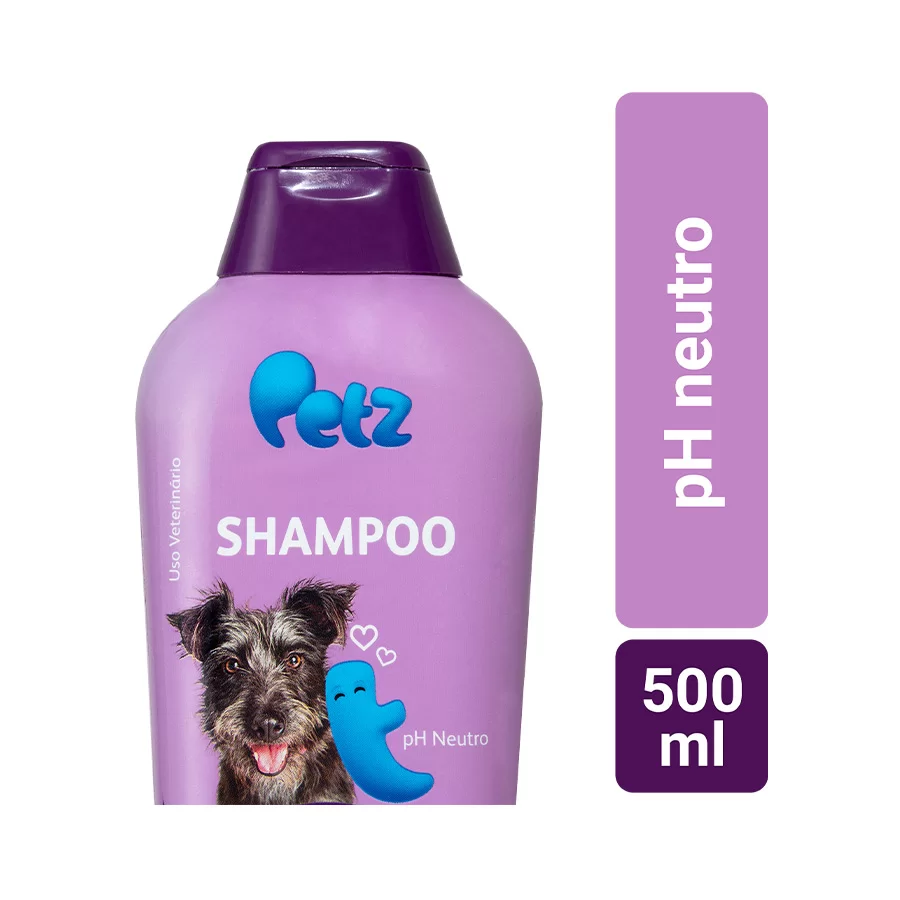 Petz
Uso Veterinário
SHAMPOO
pH Neutro
pH neutro
500
ml